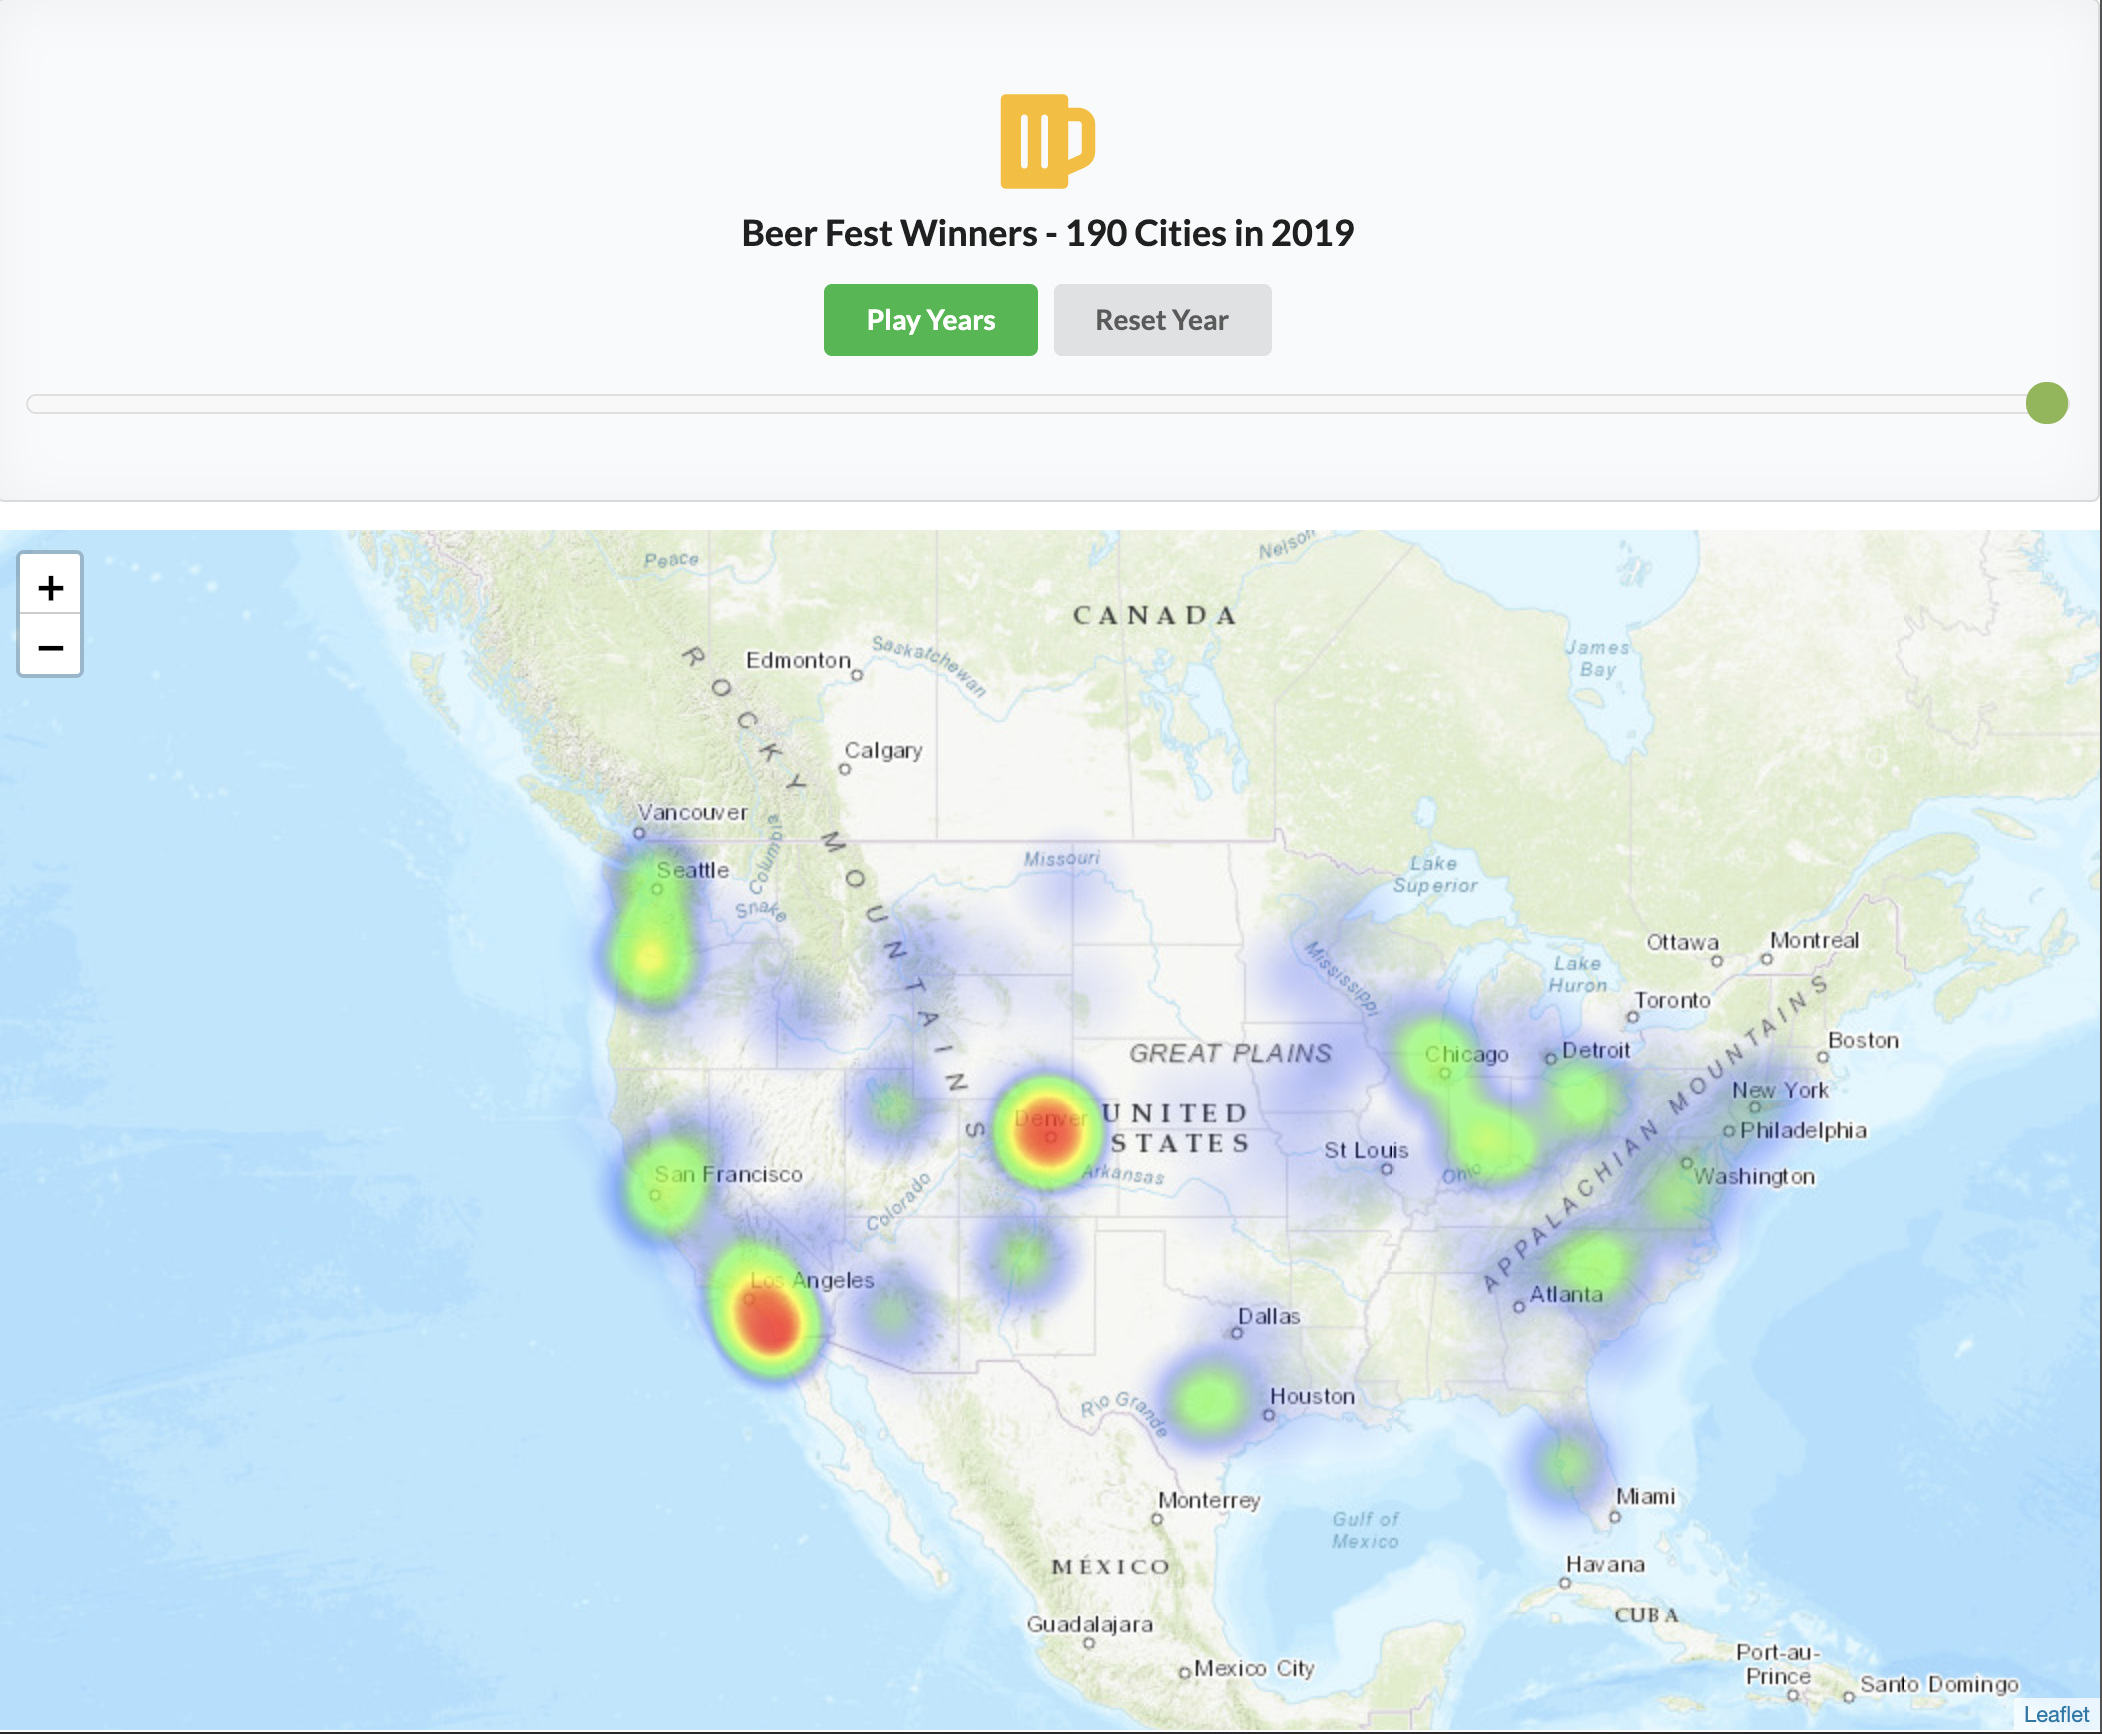 Beer Fest Winners - 190 Cities in 2019
Play Years
Reset Year
+
−
Peace
Nelson
CANADA
ROCKY MOUNTAINS
Edmonton
Saskatchewan
James
Bay
Calgary
Vancouver
Columbia
Missouri
Seattle
Snake
Lake
Superior
Ottawa
Montreal
Mississippi
Lake
Huron
Toronto
Boston
GREAT PLAINS
Chicago
Detroit
New York
Denver
UNITED
STATES
Philadelphia
St Louis
Ohio
APPALACHIAN MOUNTAINS
Washington
San Francisco
Colorado
Arkansas
Los Angeles
Atlanta
Dallas
Houston
Rio Grande
Monterrey
Miami
Gulf of
Mexico
MÉXICO
Havana
CUBA
Guadalajara
Mexico City
Port-au-
Prince
Santo Domingo
Leaflet